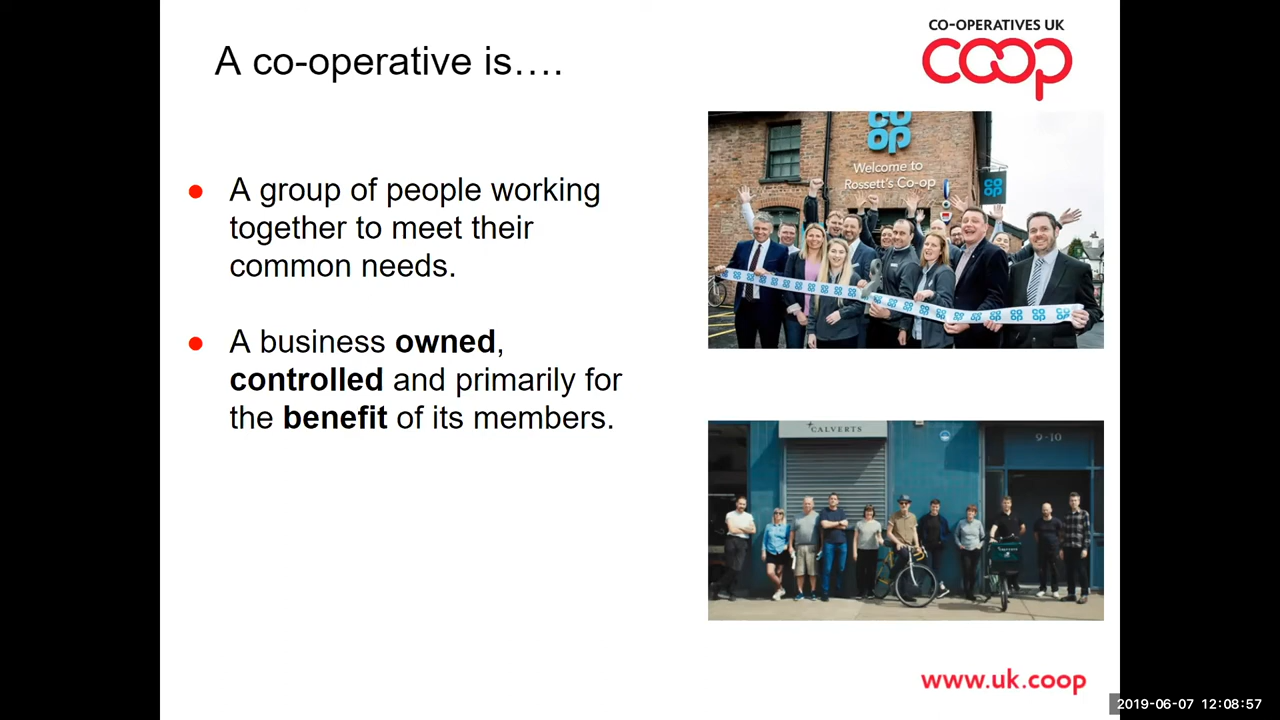 A co-operative is….
CO-OPERATIVES UK
coop
A group of people working
together to meet their
common needs.
A business owned,
controlled and primarily for
the benefit of its members.
CO
OP
Welcome to
Rossett's Co-op
CALVERTS
9-10
www.uk.coop
2019-06-07 12:08:57